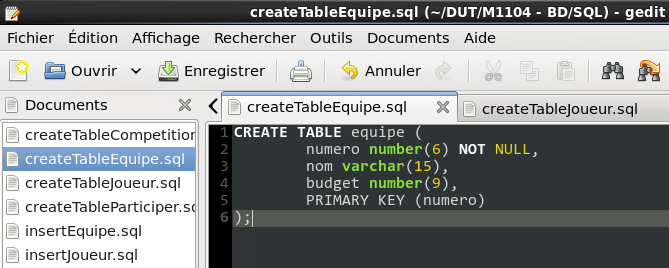 createTableEquipe.sql (~/DUT/M1104 - BD/SQL) - gedit
Fichier Édition Affichage Rechercher Outils Documents Aide
Ouvrir Enregistrer Annuler
Documents
createTableEquipe.sql createTableJoueur.sql
createTableCompetition
createTableEquipe.sql
createTableJoueur.sql
createTableParticiper.sc
insertEquipe.sql
insertJoueur.sql
1 CREATE TABLE equipe (
2 numero number(6) NOT NULL,
3 nom varchar(15),
4 budget number(9),
5 PRIMARY KEY (numero)
6 );